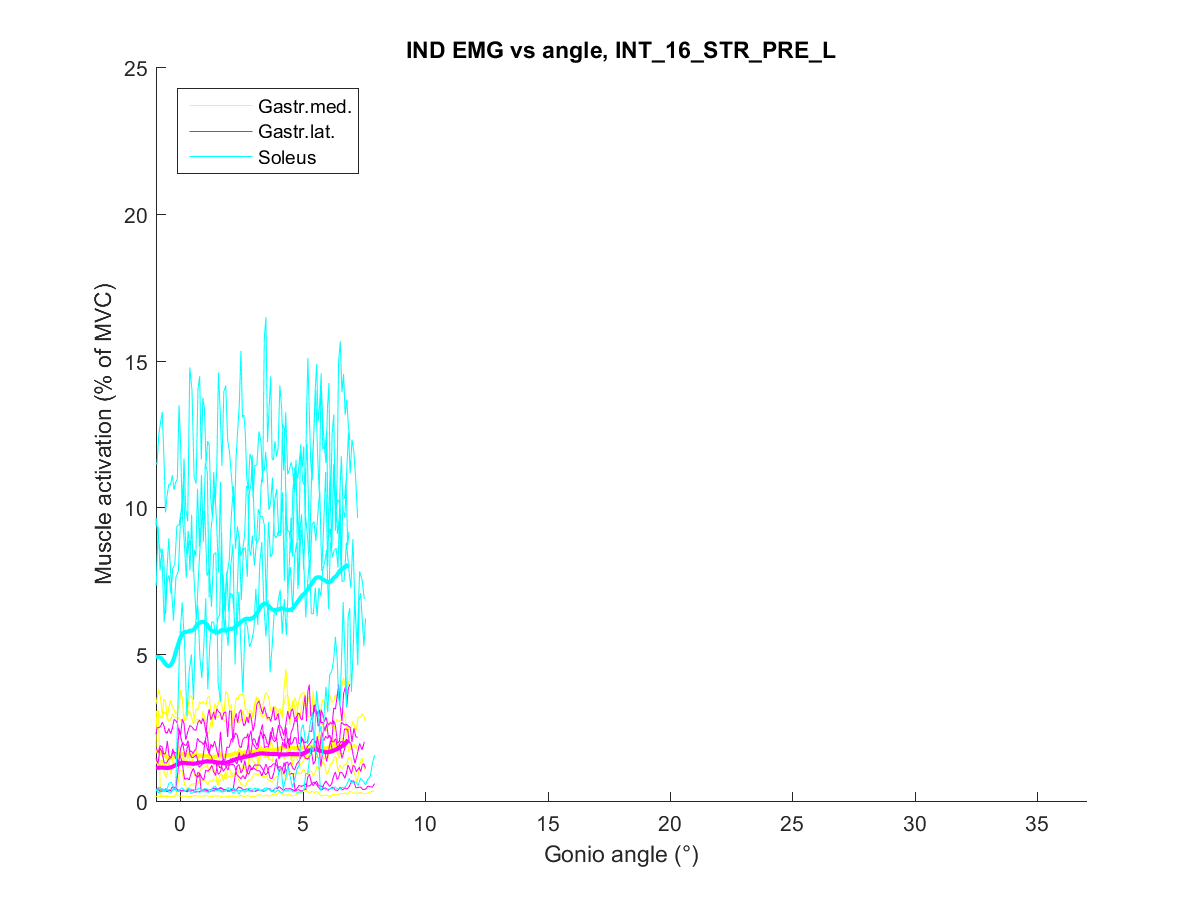 IND EMG vs angle, INT_16_STR_PRE_L
25
20
15
10
5
0
Muscle activation (% of MVC)
Gastr.med.
Gastr.lat.
Soleus
0 5 10 15 20 25 30 35
Gonio angle (°)